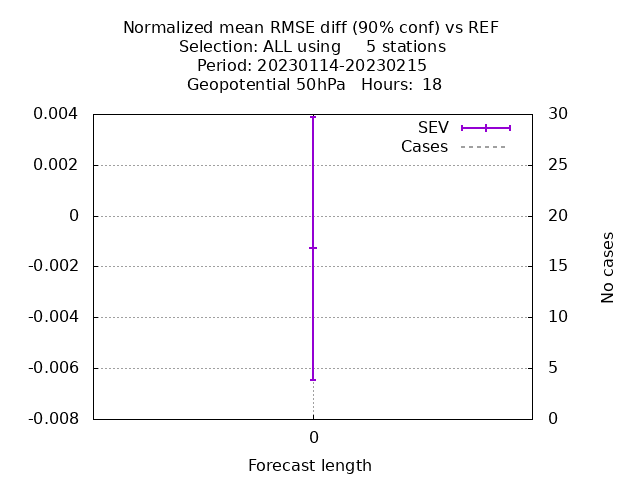 Normalized mean RMSE diff (90% conf) vs REF
Selection: ALL using     5 stations
Period: 20230114-20230215
Geopotential 50hPa   Hours:  18
0.004
0.002
0
-0.002
-0.004
-0.006
-0.008
SEV
Cases
30
25
20
15
10
5
0
No cases
0
Forecast length